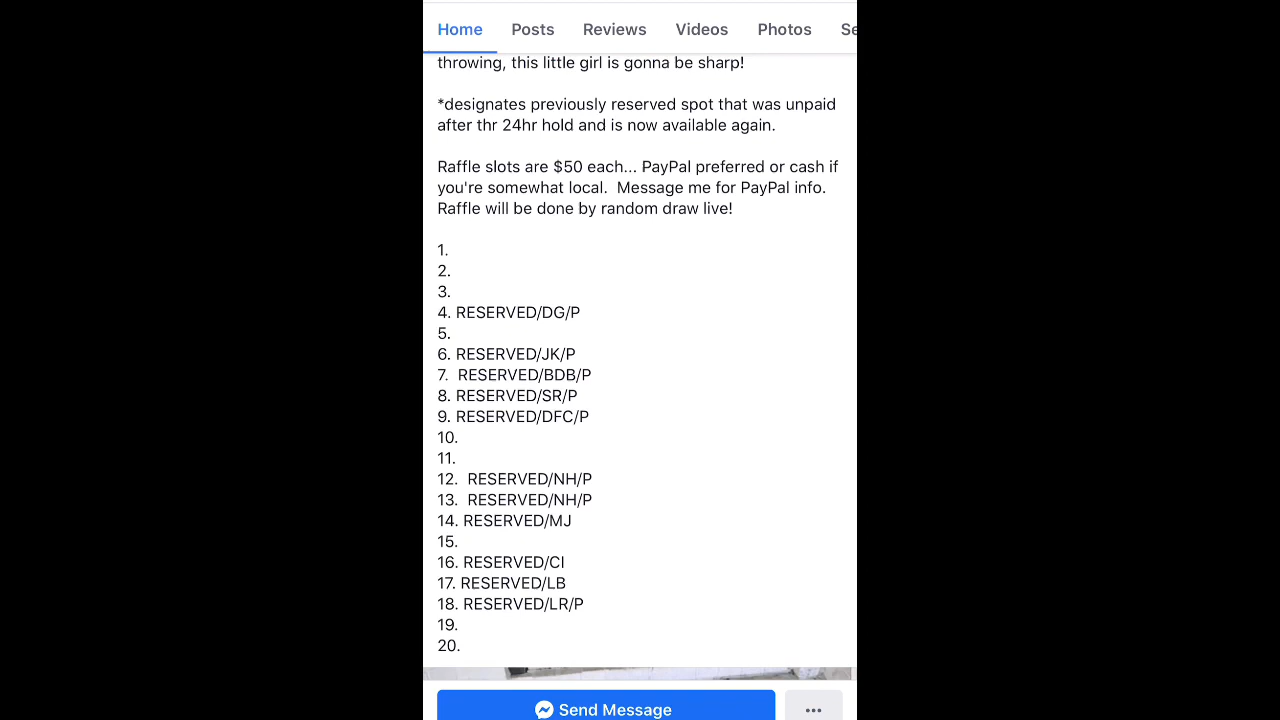 Home Posts Reviews Videos Photos Se
throwing, this little girl is gonna be sharp!
*designates previously reserved spot that was unpaid
after thr 24hr hold and is now available again.
Raffle slots are $50 each... PayPal preferred or cash if
you're somewhat local.  Message me for PayPal info.
Raffle will be done by random draw live!
1.
2.
3.
4. RESERVED/DG/P
5.
6. RESERVED/JK/P
7.  RESERVED/BDB/P
8. RESERVED/SR/P
9. RESERVED/DFC/P
10.
11.
12.  RESERVED/NH/P
13.  RESERVED/NH/P
14. RESERVED/MJ
15.
16. RESERVED/CI
17. RESERVED/LB
18. RESERVED/LR/P
19.
20.
Send Message